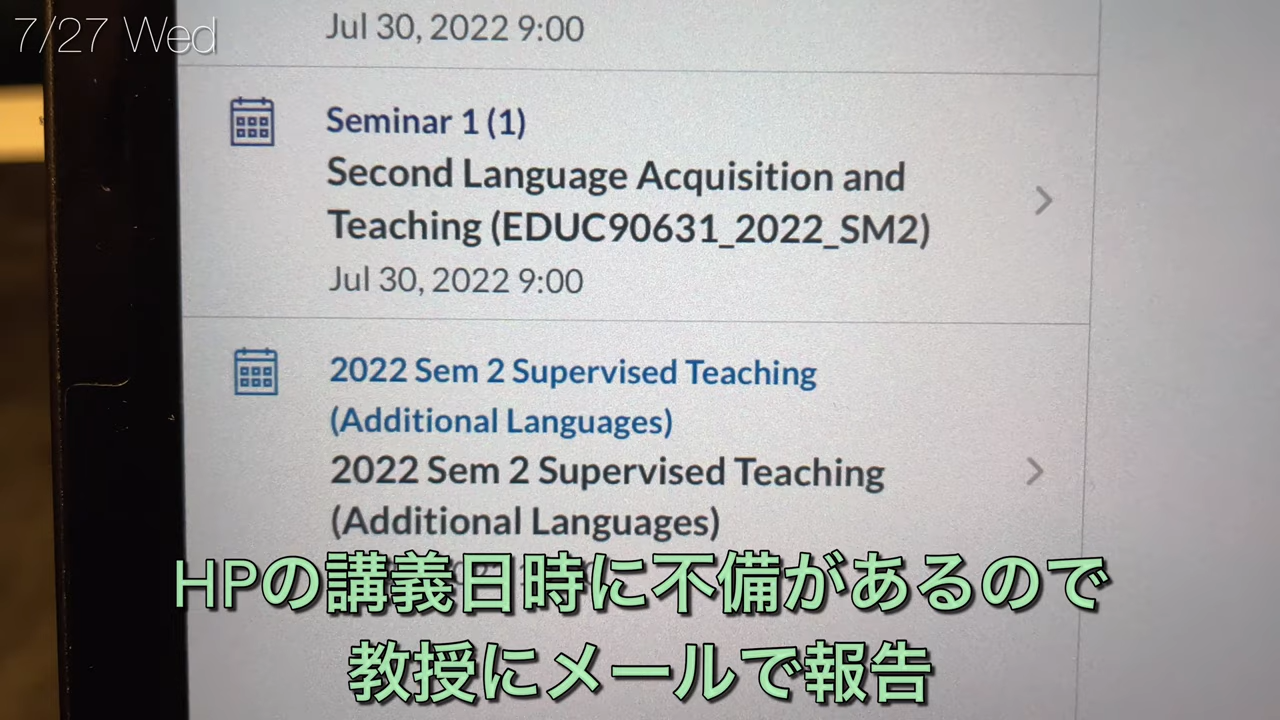 7/27 Wed
Jul 30, 2022 9:00
Seminar 1 (1)
Second Language Acquisition and
Teaching (EDUC90631_2022_SM2)
Jul 30, 2022 9:00
2022 Sem 2 Supervised Teaching
(Additional Languages)
2022 Sem 2 Supervised Teaching
(Additional Languages)
HPの講義日時に不備があるので
教授にメールで報告